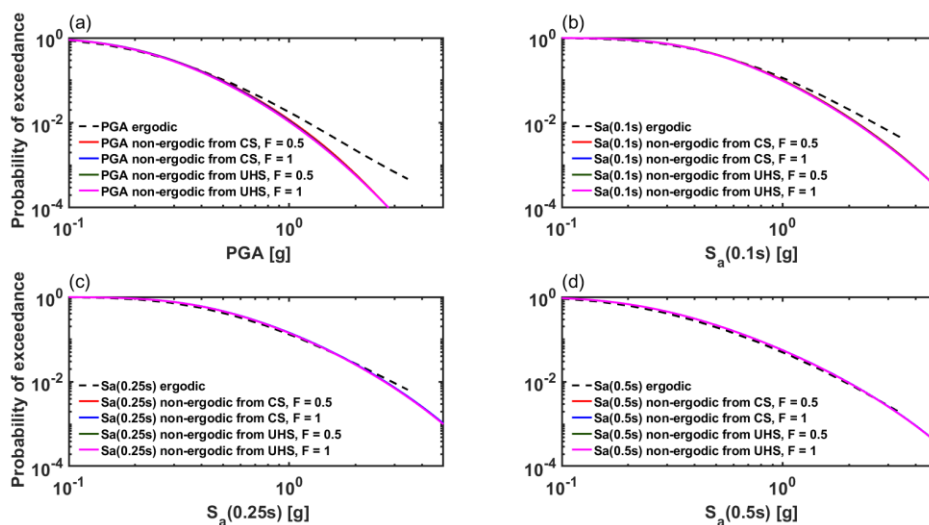 (a)
Probability of exceedance
10^0
10^-2
10^-4
PGA ergodic
PGA non-ergodic from CS, F = 0.5
PGA non-ergodic from CS, F = 1
PGA non-ergodic from UHS, F = 0.5
PGA non-ergodic from UHS, F = 1
10^-1
10^0
PGA [g]
(b)
10^0
10^-2
10^-4
Sa(0.1s) ergodic
Sa(0.1s) non-ergodic from CS, F = 0.5
Sa(0.1s) non-ergodic from CS, F = 1
Sa(0.1s) non-ergodic from UHS, F = 0.5
Sa(0.1s) non-ergodic from UHS, F = 1
10^-1
10^0
S_a(0.1s) [g]
(c)
Probability of exceedance
10^0
10^-2
10^-4
Sa(0.25s) ergodic
Sa(0.25s) non-ergodic from CS, F = 0.5
Sa(0.25s) non-ergodic from CS, F = 1
Sa(0.25s) non-ergodic from UHS, F = 0.5
Sa(0.25s) non-ergodic from UHS, F = 1
10^-1
10^0
S_a(0.25s) [g]
(d)
10^0
10^-2
10^-4
Sa(0.5s) ergodic
Sa(0.5s) non-ergodic from CS, F = 0.5
Sa(0.5s) non-ergodic from CS, F = 1
Sa(0.5s) non-ergodic from UHS, F = 0.5
Sa(0.5s) non-ergodic from UHS, F = 1
10^-1
10^0
S_a(0.5s) [g]